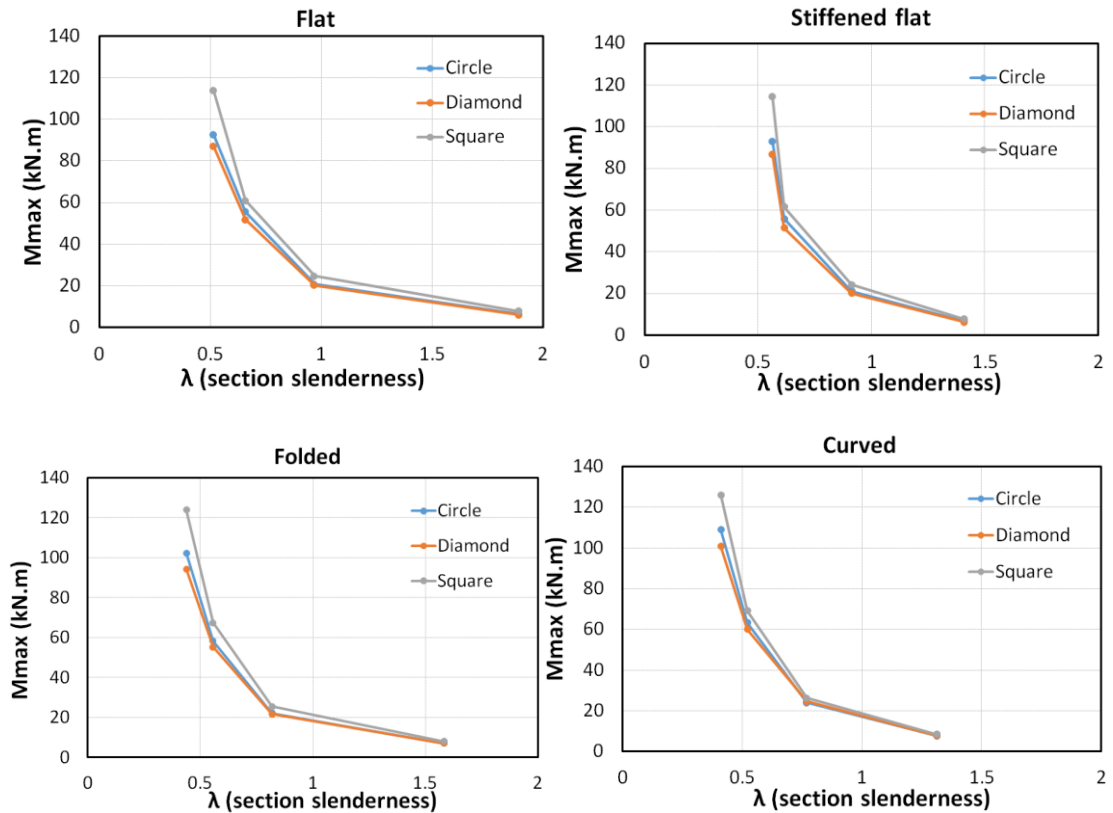 Flat
Mmax (kN.m)
140
120
100
80
60
40
20
0
Circle
Diamond
Square
0 0.5 1 1.5 2
λ (section slenderness)
Stiffened flat
Mmax (kN.m)
140
120
100
80
60
40
20
0
Circle
Diamond
Square
0 0.5 1 1.5 2
λ (section slenderness)
Folded
Mmax (kN.m)
140
120
100
80
60
40
20
0
Circle
Diamond
Square
0 0.5 1 1.5 2
λ (section slenderness)
Curved
Mmax (kN.m)
140
120
100
80
60
40
20
0
Circle
Diamond
Square
0 0.5 1 1.5 2
λ (section slenderness)